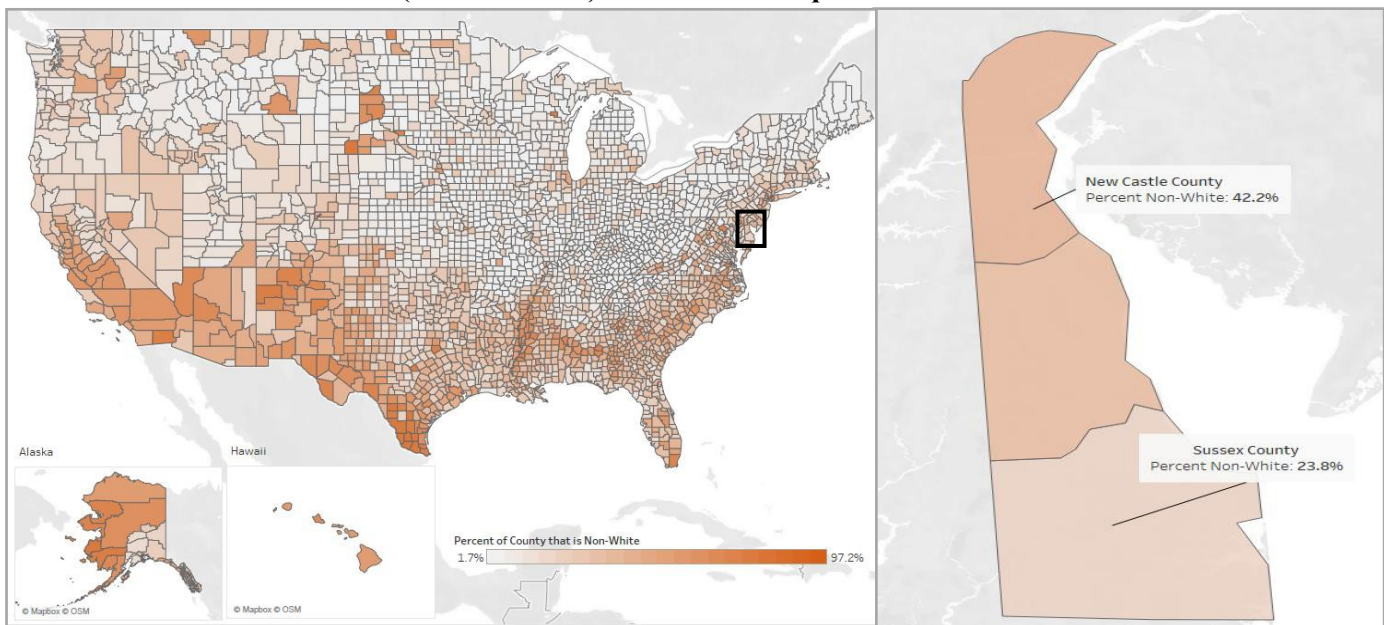 Alaska
Hawaii
© Mapbox © OSM
© Mapbox © OSM
Percent of County that is Non-White
1.7%
97.2%
New Castle County
Percent Non-White: 42.2%
Sussex County
Percent Non-White: 23.8%